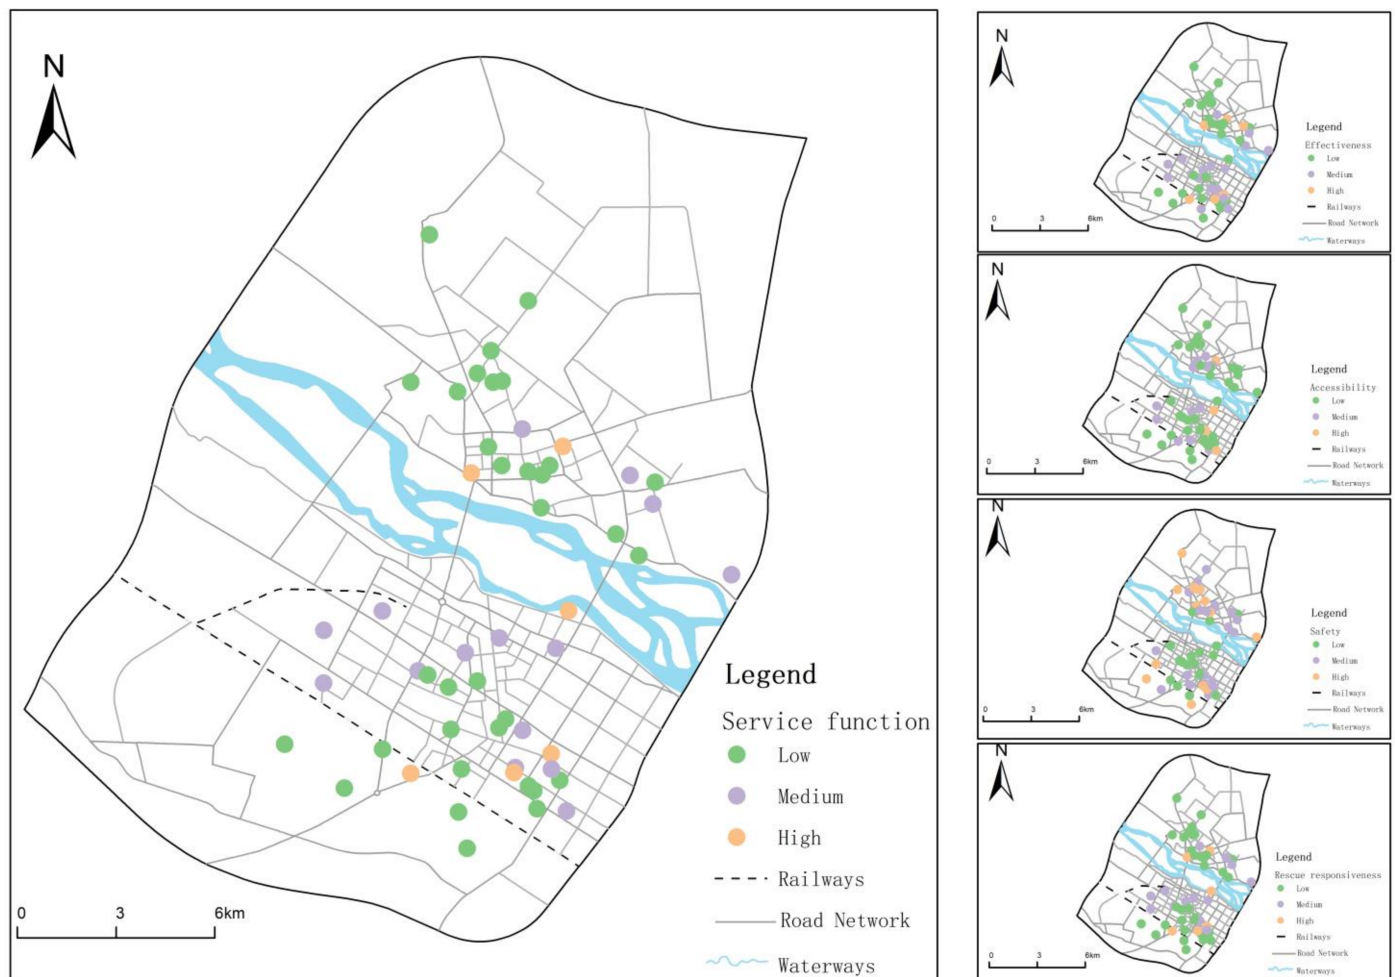 N
Legend
Service function
Low
Medium
High
Railways
Road Network
Waterways
0 3 6km
N
Legend
Effectiveness
Low
Medium
High
Railways
Road Network
Waterways
0 3 6km
N
Legend
Accessibility
Low
Medium
High
Railways
Road Network
Waterways
0 3 6km
N
Legend
Safety
Low
Medium
High
Railways
Road Network
Waterways
0 3 6km
N
Legend
Rescue responsiveness
Low
Medium
High
Railways
Road Network
Waterways
0 3 6km